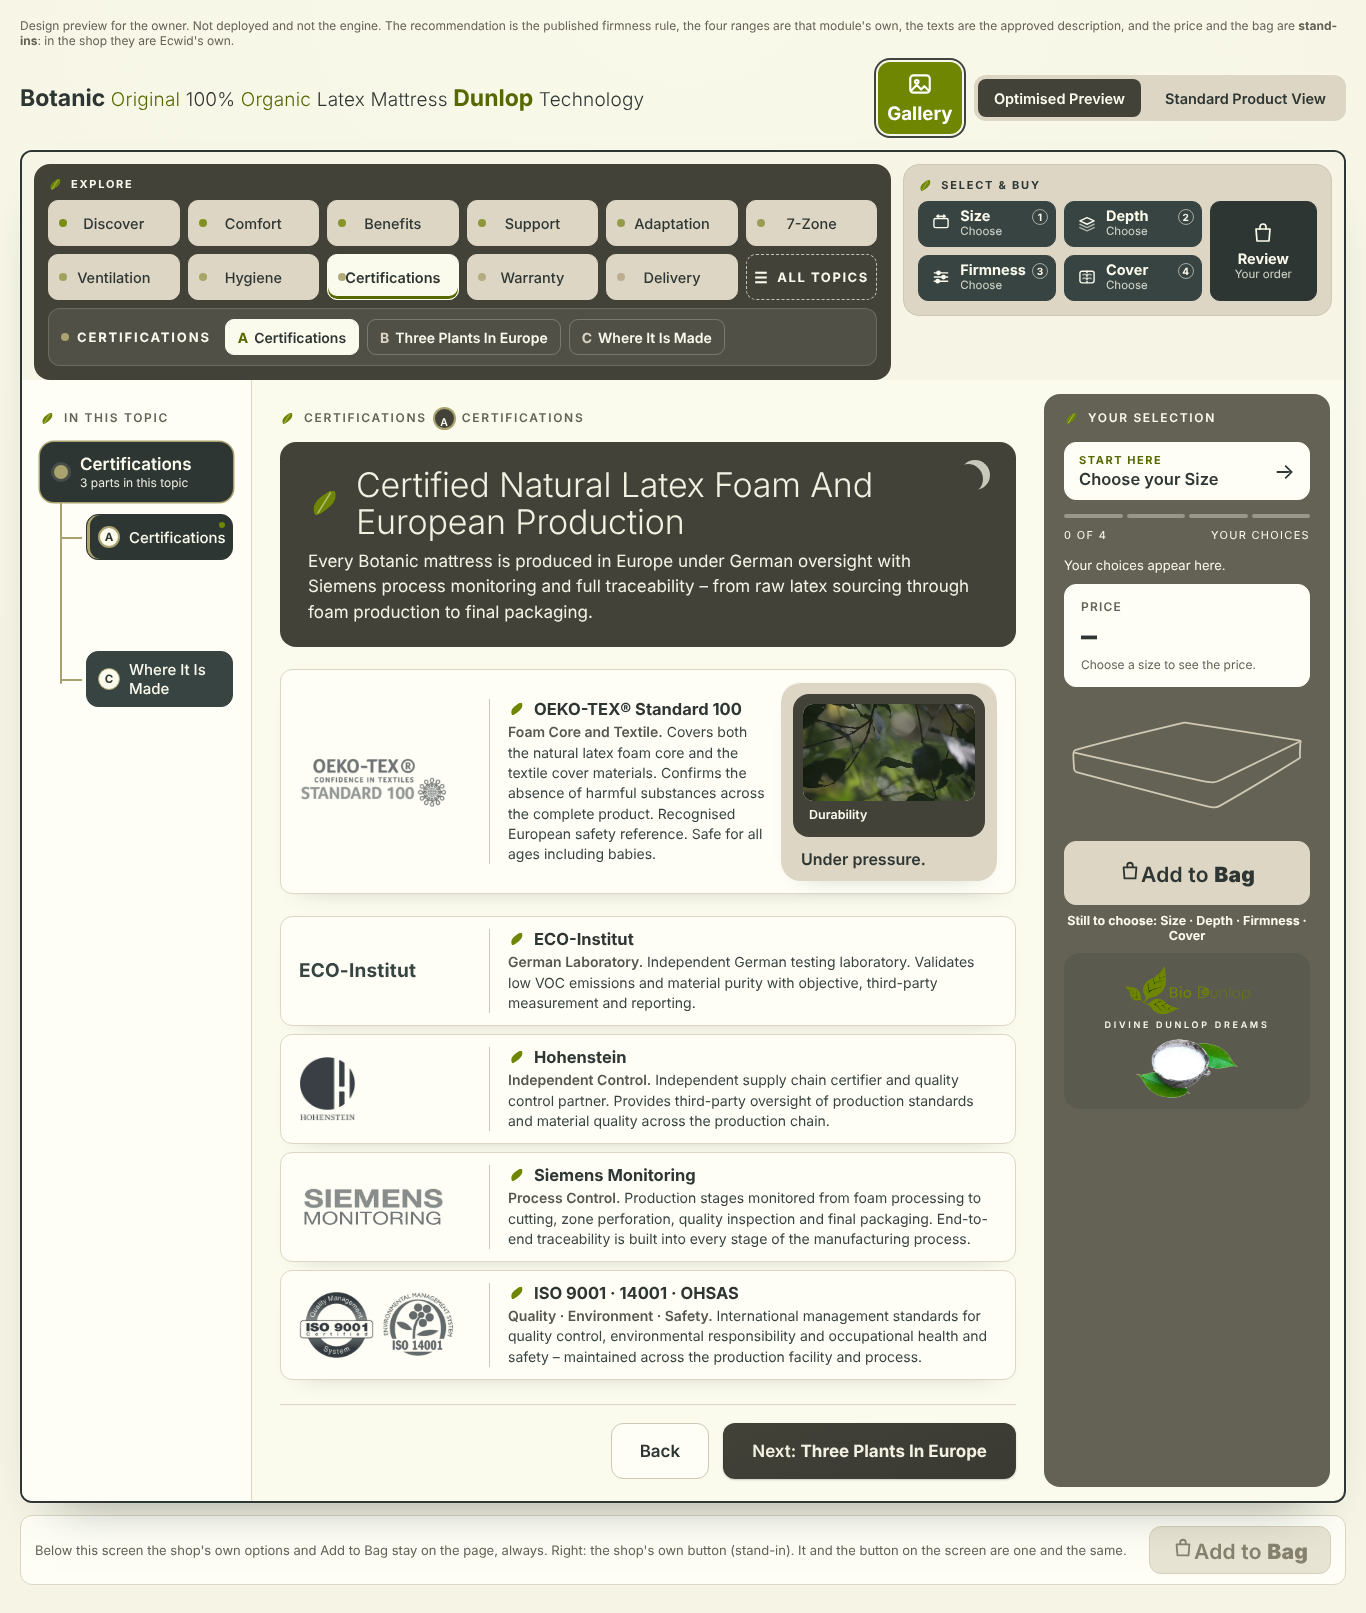 Design preview for the owner. Not deployed and not the engine. The recommendation is the published firmness rule, the four ranges are that module's own, the texts are the approved description, and the price and the bag are stand-
ins: in the shop they are Ecwid's own.
Botanic Original 100% Organic Latex Mattress Dunlop Technology
Gallery
Optimised Preview
Standard Product View
EXPLORE
Discover
Comfort
Benefits
Support
Adaptation
7-Zone
Ventilation
Hygiene
Certifications
Warranty
Delivery
ALL TOPICS
CERTIFICATIONS
A Certifications
B Three Plants In Europe
C Where It Is Made
SELECT & BUY
Size
Choose
1
Depth
Choose
2
Firmness
Choose
3
Cover
Choose
4
Review
Your order
IN THIS TOPIC
Certifications
3 parts in this topic
A Certifications
C Where It Is
Made
CERTIFICATIONS A CERTIFICATIONS
Certified Natural Latex Foam And
European Production
Every Botanic mattress is produced in Europe under German oversight with
Siemens process monitoring and full traceability – from raw latex sourcing through
foam production to final packaging.
OEKO-TEX®
CONFIDENCE IN TEXTILES
STANDARD 100
OEKO-TEX® Standard 100
Foam Core and Textile. Covers both
the natural latex foam core and the
textile cover materials. Confirms the
absence of harmful substances across
the complete product. Recognised
European safety reference. Safe for all
ages including babies.
Durability
Under pressure.
ECO-Institut
ECO-Institut
German Laboratory. Independent German testing laboratory. Validates
low VOC emissions and material purity with objective, third-party
measurement and reporting.
HOHENSTEIN
Hohenstein
Independent Control. Independent supply chain certifier and quality
control partner. Provides third-party oversight of production standards
and material quality across the production chain.
SIEMENS
MONITORING
Siemens Monitoring
Process Control. Production stages monitored from foam processing to
cutting, zone perforation, quality inspection and final packaging. End-to-
end traceability is built into every stage of the manufacturing process.
Quality Management
ISO 9001
Certified
System
ENVIRONMENTAL MANAGEMENT SYSTEM
ISO 14001
ISO 9001 · 14001 · OHSAS
Quality · Environment · Safety. International management standards for
quality control, environmental responsibility and occupational health and
safety – maintained across the production facility and process.
Back
Next: Three Plants In Europe
YOUR SELECTION
START HERE
Choose your Size
0 OF 4
YOUR CHOICES
Your choices appear here.
PRICE
–
Choose a size to see the price.
Add to Bag
Still to choose: Size · Depth · Firmness ·
Cover
Bio Dunlop
DIVINE DUNLOP DREAMS
Below this screen the shop's own options and Add to Bag stay on the page, always. Right: the shop's own button (stand-in). It and the button on the screen are one and the same.
Add to Bag